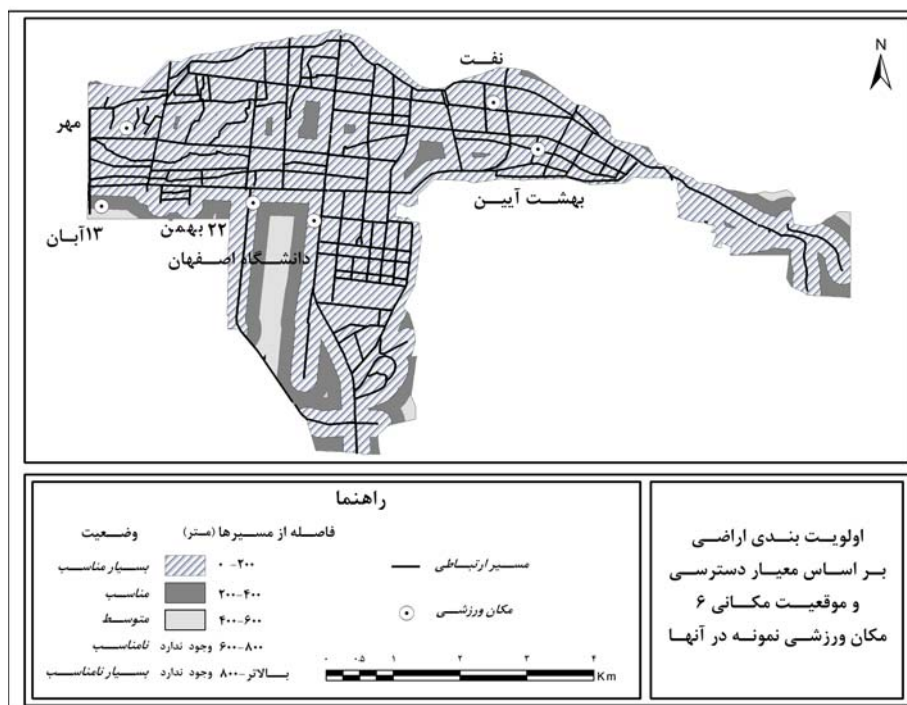 N
نفت
مهر
بهشت آیین
۲۲ بهمن
۱۳آبان
دانشگاه اصفهان
راهنما
وضعیت
فاصله از مسیرها (متر)
بسیار مناسب
۰ -۲۰۰
مناسب
۲۰۰-۴۰۰
متوسط
۴۰۰-۶۰۰
نامناسب
وجود ندارد ۶۰۰-۸۰۰
بسیار نامناسب
وجود ندارد ۸۰۰-بالاتر
مسیر ارتباطی
مکان ورزشی
۰ ۰.۵ ۱ ۲ ۳ ۴
Km
اولویت بندی اراضی
بر اساس معیار دسترسی
و موقعیت مکانی ۶
مکان ورزشی نمونه در آنها